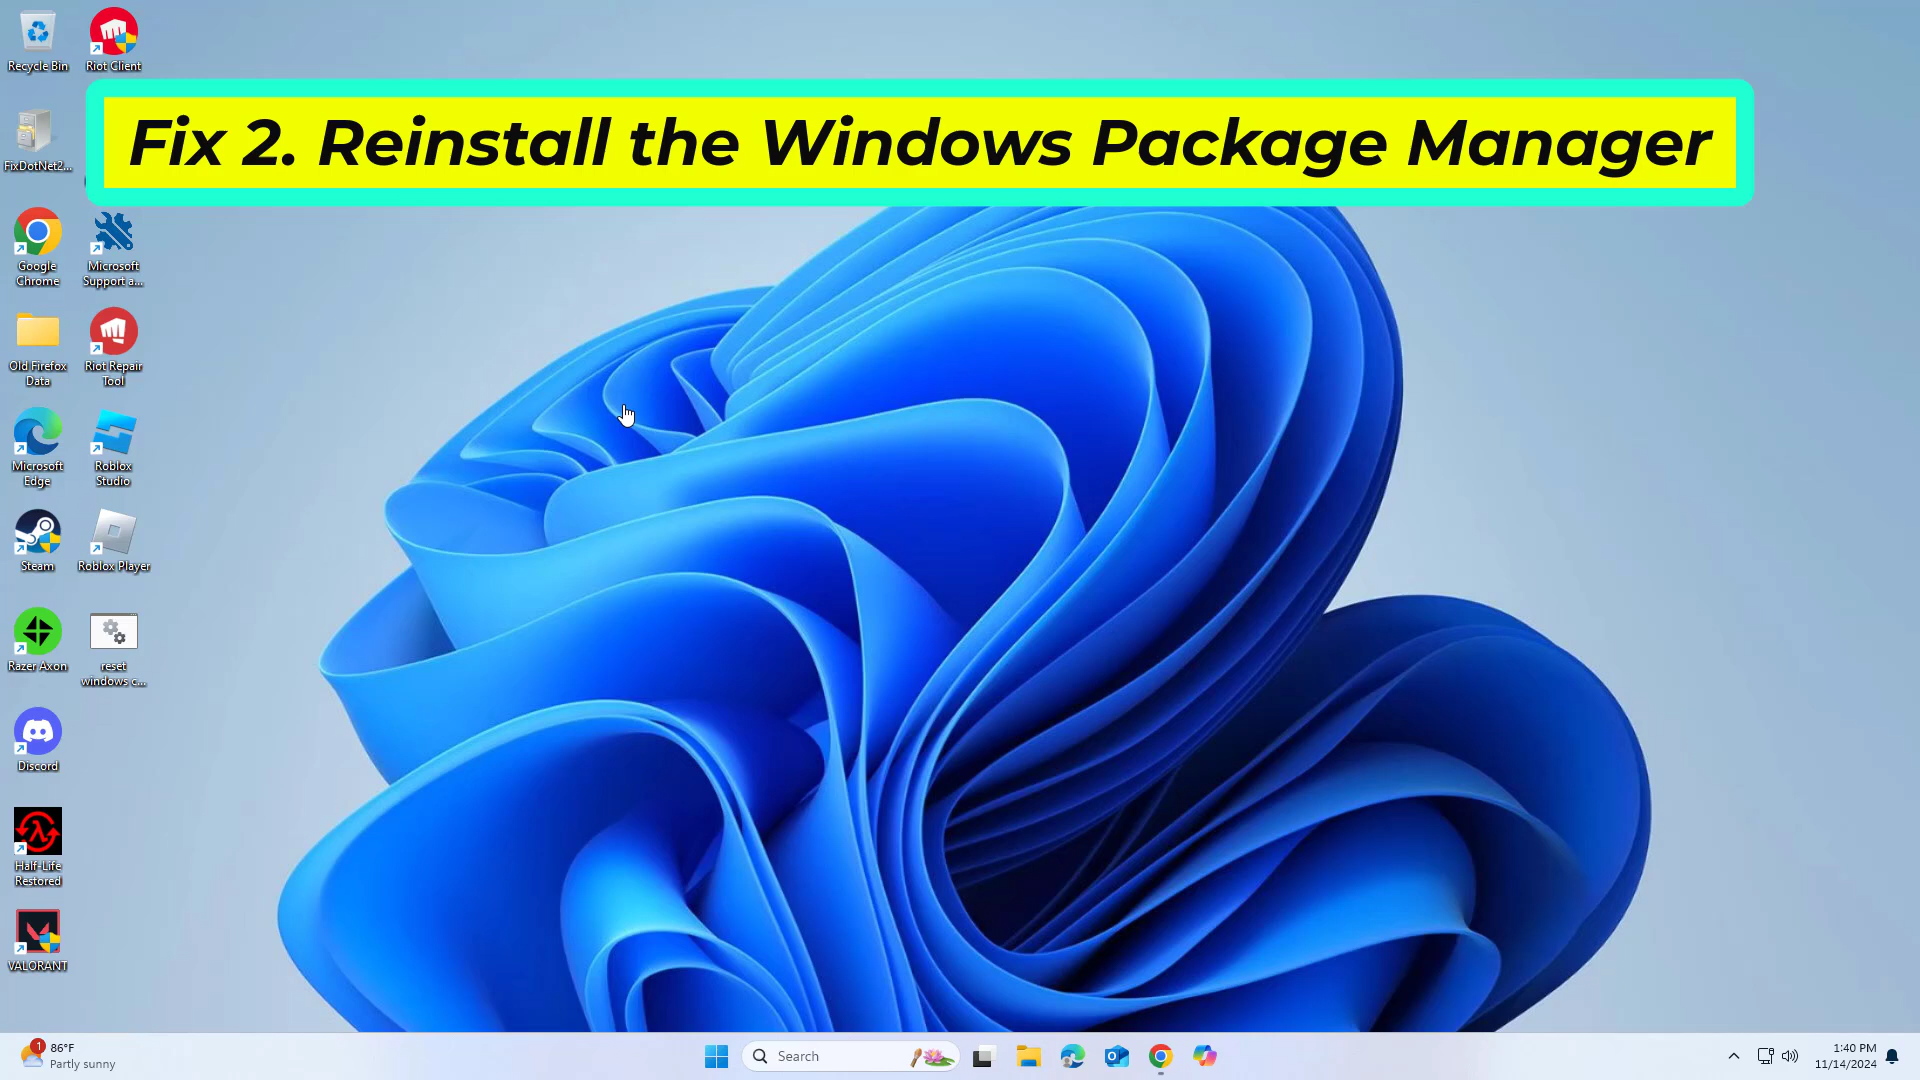 Recycle Bin
Riot Client
Fix 2. Reinstall the Windows Package Manager
FixDotNet2...
Google
Chrome
Microsoft
Support a...
Old Firefox
Data
Riot Repair
Tool
Microsoft
Edge
Roblox
Studio
Steam
Roblox Player
Razer Axon
reset
windows c...
Discord
Half-Life
Restored
VALORANT
1
86°F
Partly sunny
Search
1:40 PM
11/14/2024